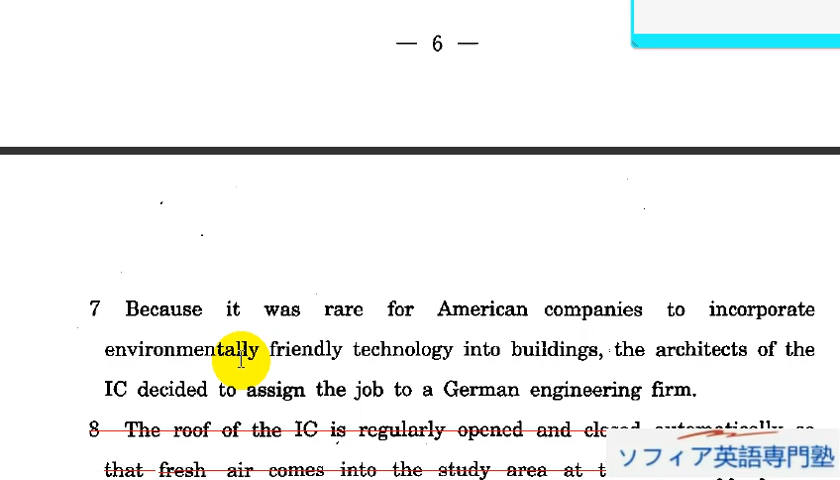 — 6 —
7 Because it was rare for American companies to incorporate
environmentally friendly technology into buildings, the architects of the
IC decided to assign the job to a German engineering firm.
8 The roof of the IC is regularly opened and closed automatically so
that fresh air comes into the study area at
ソフィア英語専門塾